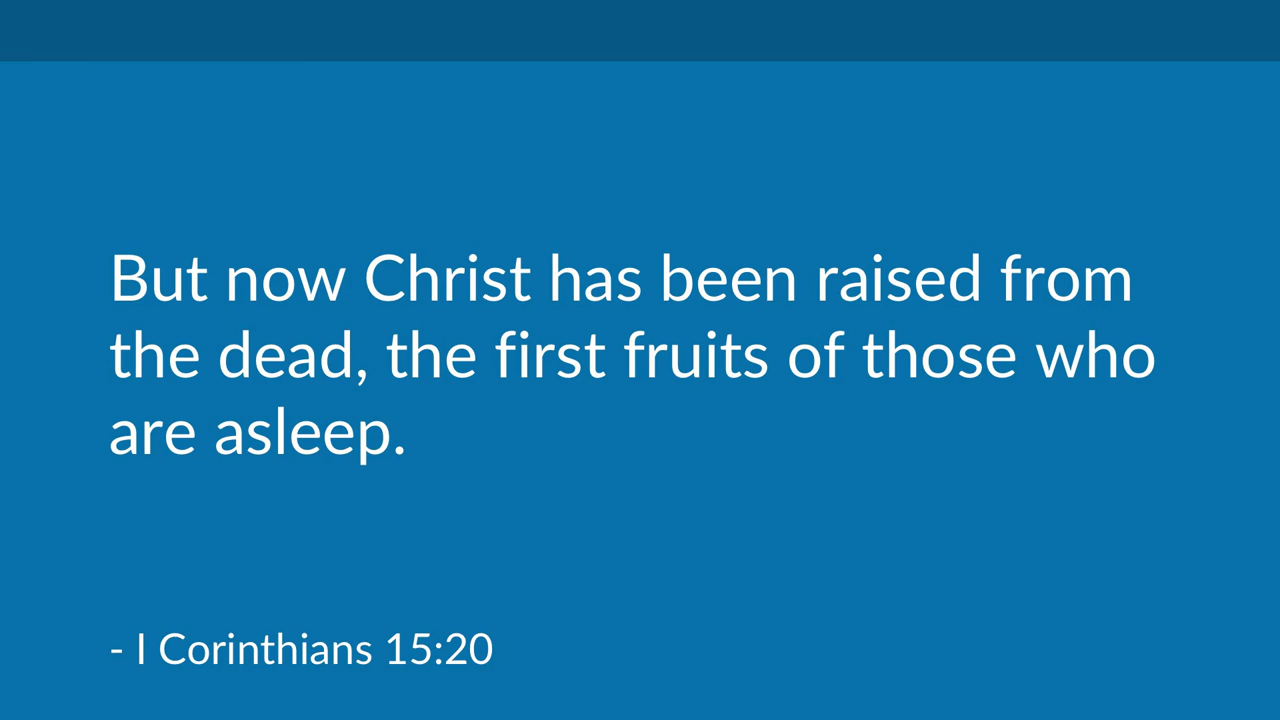 But now Christ has been raised from
the dead, the first fruits of those who
are asleep.
- I Corinthians 15:20